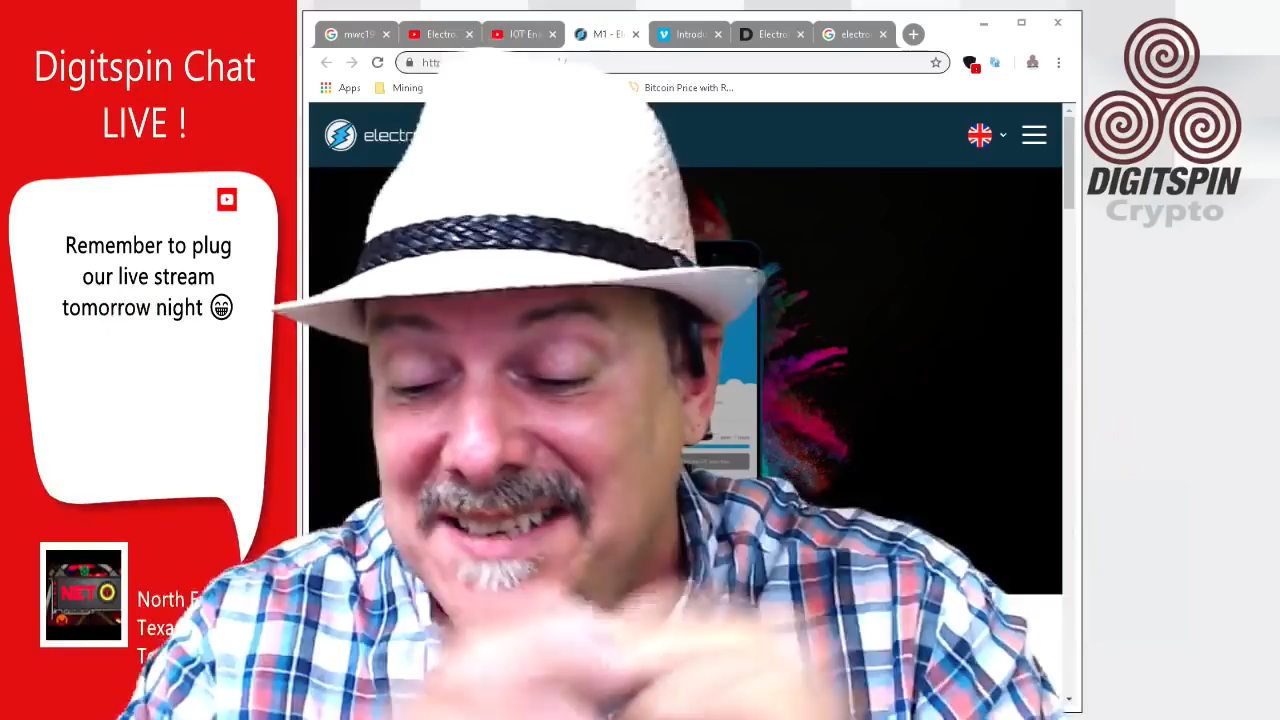 Digitspin Chat
LIVE !
Remember to plug
our live stream
tomorrow night 😁
NETO
North
mwc19
Electro
IOT Ena
M1 - El
Introdu
Electro
electro
Apps
Mining
Bitcoin Price with R...
electr
DIGITSPIN
Crypto